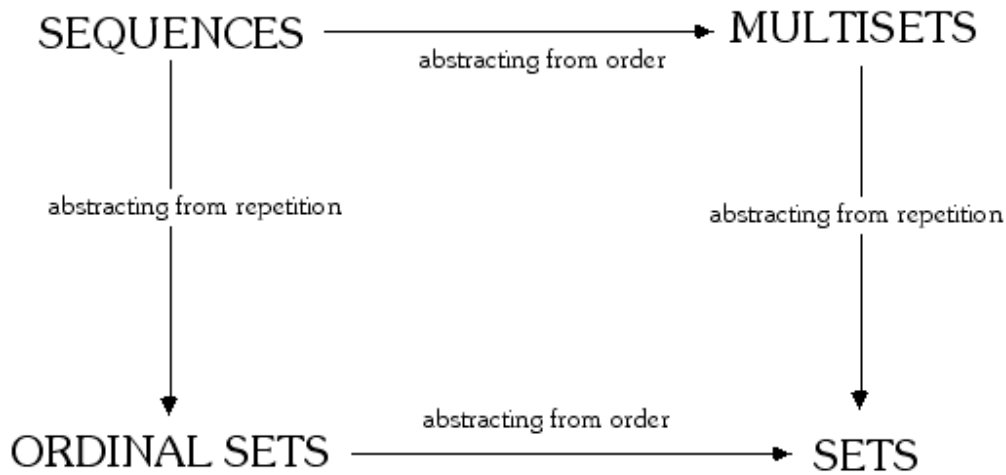 SEQUENCES
MULTISETS
abstracting from order
abstracting from repetition
abstracting from repetition
abstracting from order
ORDINAL SETS
SETS